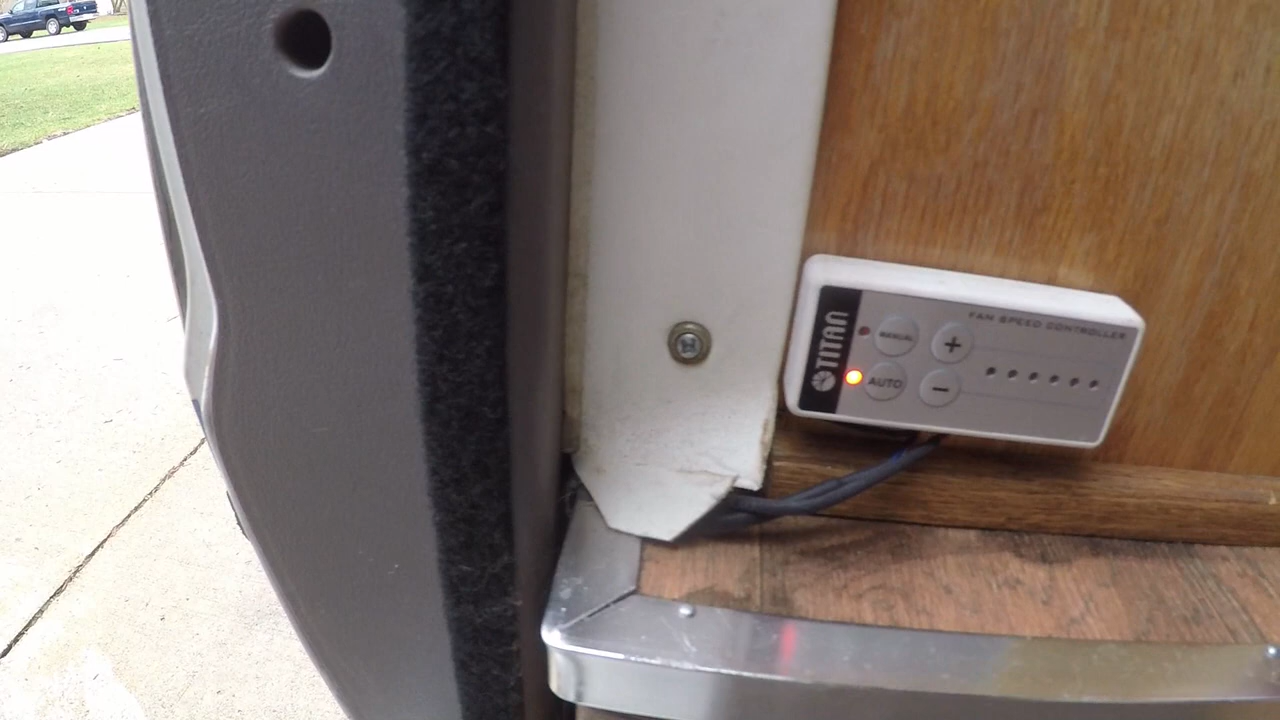 TITAN
FAN SPEED CONTROLLER
MANUAL +
AUTO −